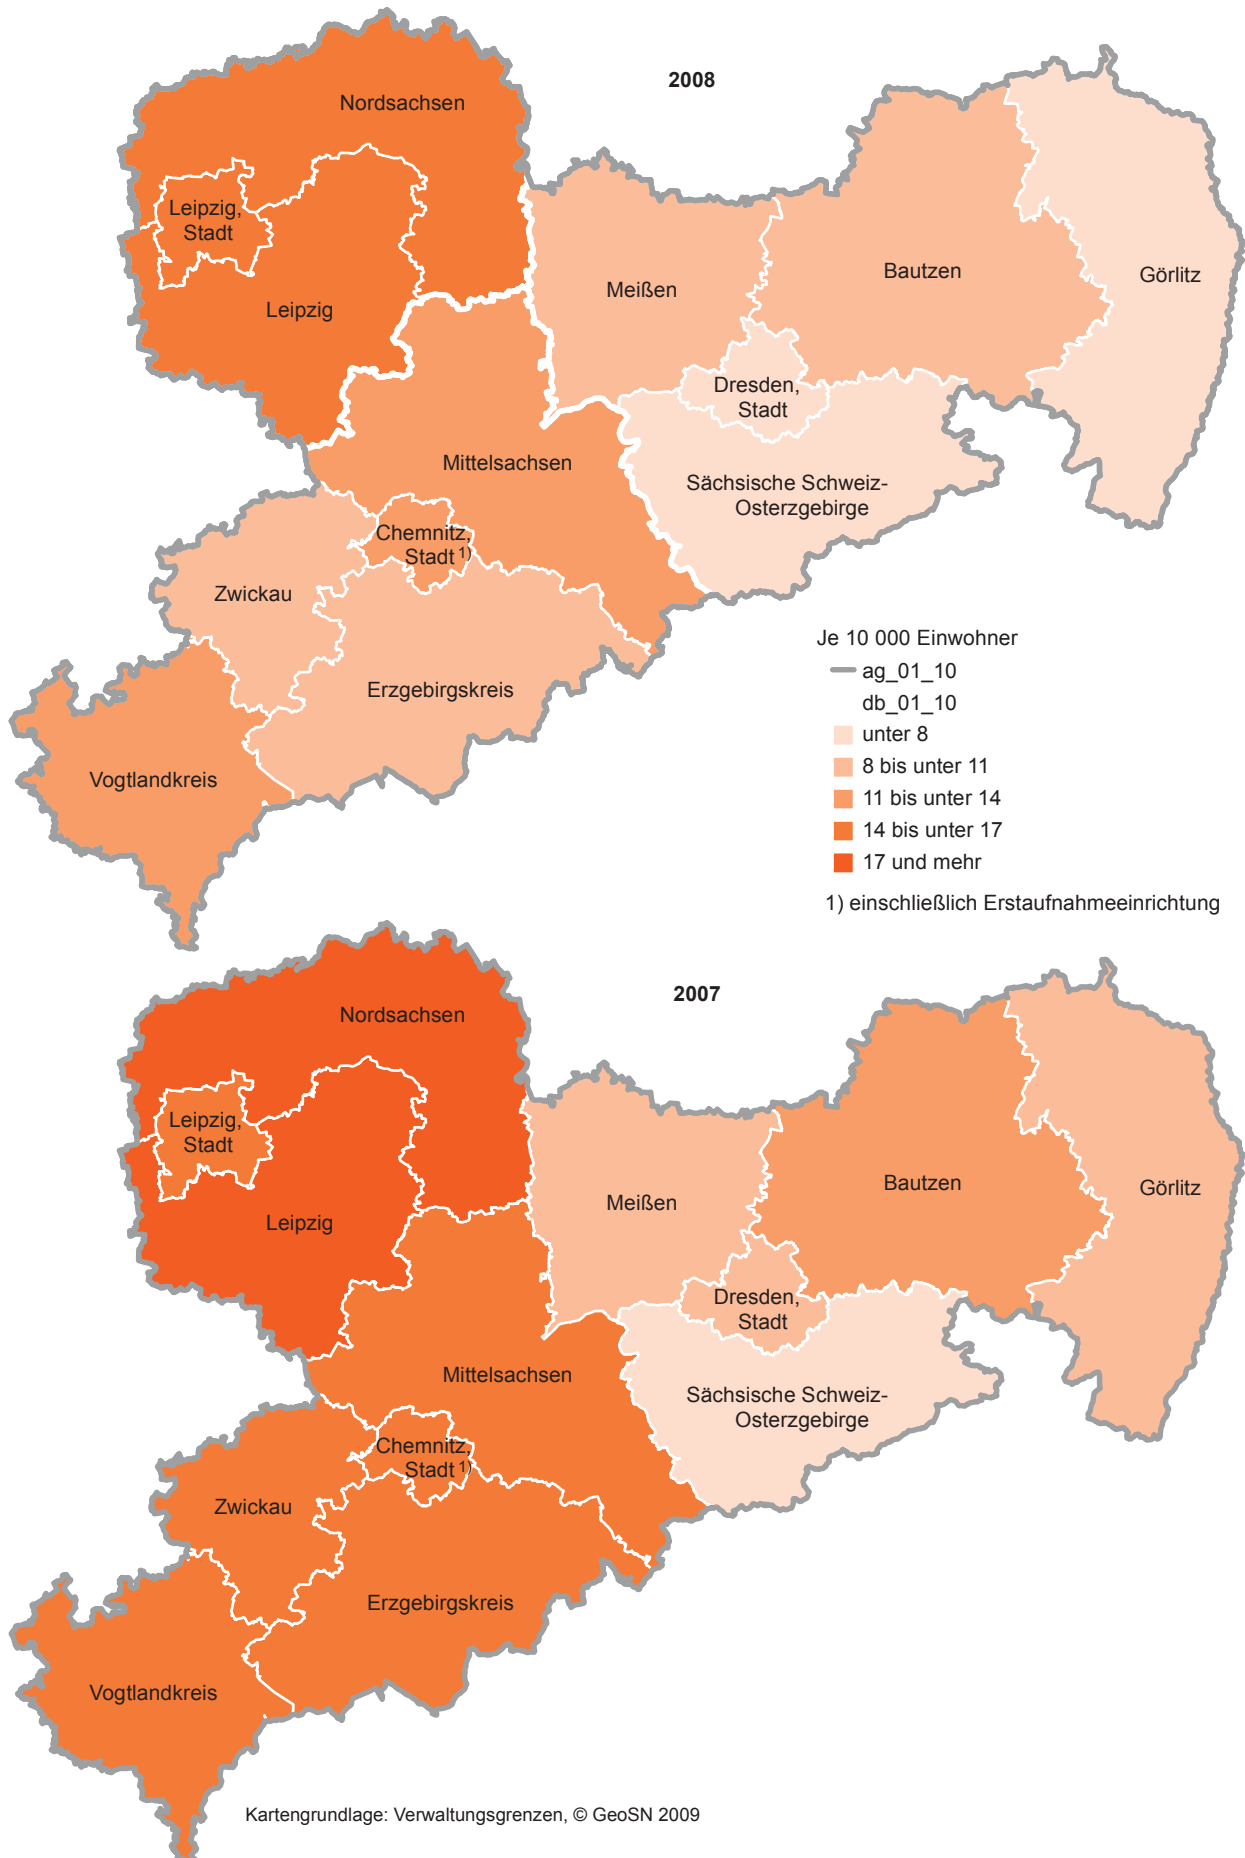 2008
Nordsachsen
Leipzig,
Stadt
Leipzig
Meißen
Bautzen
Görlitz
Dresden,
Stadt
Mittelsachsen
Sächsische Schweiz-
Osterzgebirge
Chemnitz,
Stadt 1)
Zwickau
Erzgebirgskreis
Vogtlandkreis
Je 10 000 Einwohner
ag_01_10
db_01_10
unter 8
8 bis unter 11
11 bis unter 14
14 bis unter 17
17 und mehr
1) einschließlich Erstaufnahmeeinrichtung
2007
Nordsachsen
Leipzig,
Stadt
Leipzig
Meißen
Bautzen
Görlitz
Dresden,
Stadt
Mittelsachsen
Sächsische Schweiz-
Osterzgebirge
Chemnitz,
Stadt 1)
Zwickau
Erzgebirgskreis
Vogtlandkreis
Kartengrundlage: Verwaltungsgrenzen, © GeoSN 2009